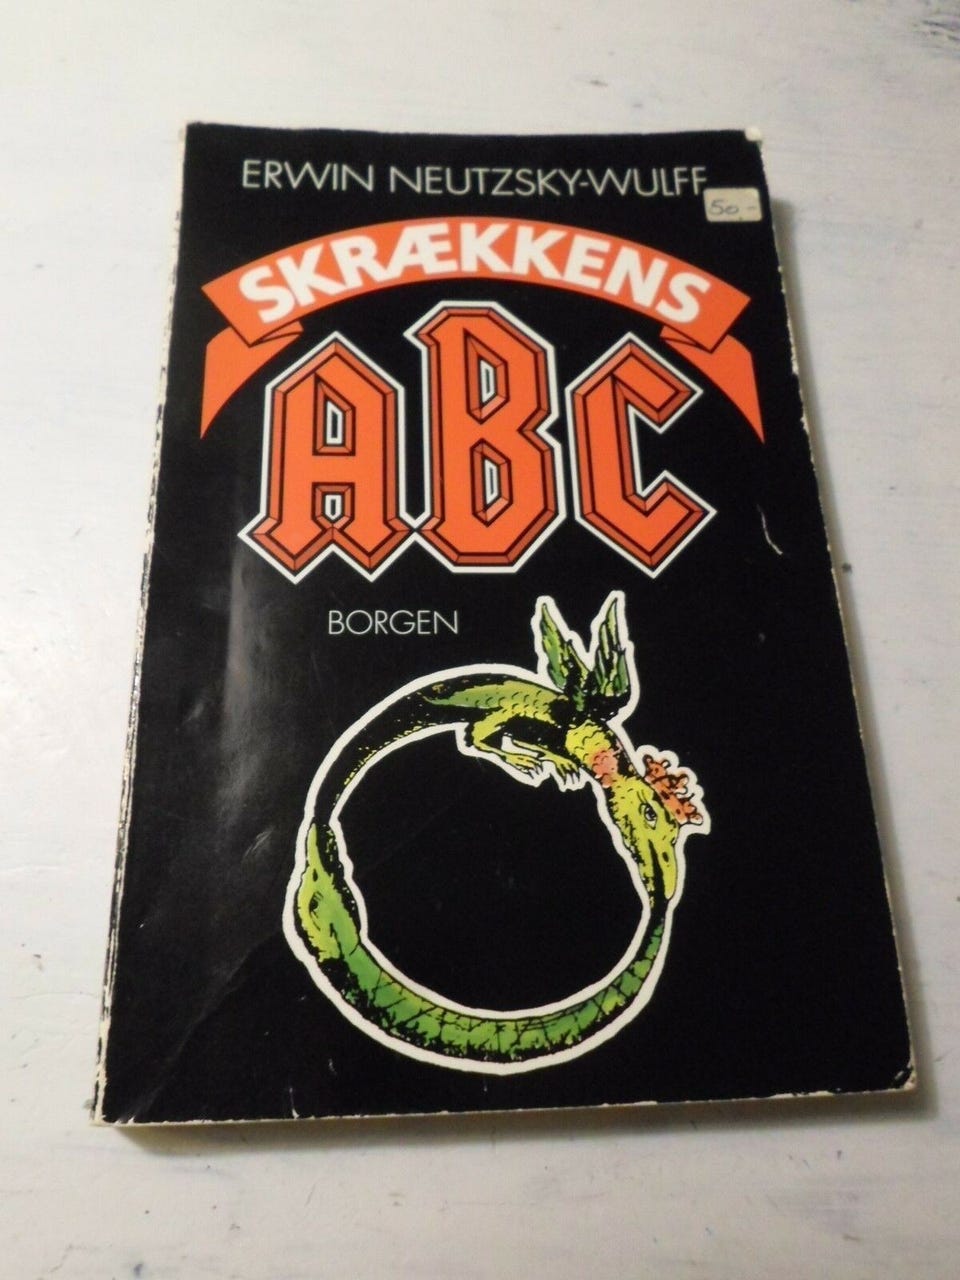 ERWIN NEUTZSKY-WULFF
50.-
SKRÆKKENS
ABC
BORGEN